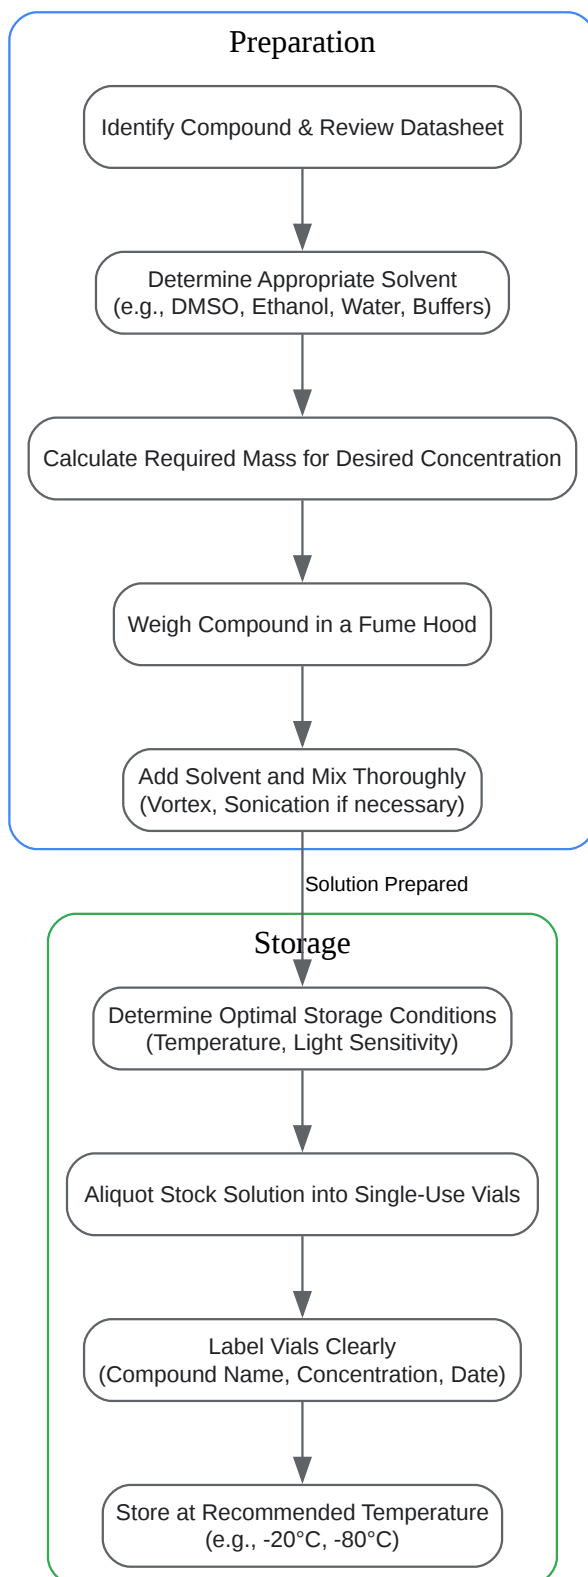 Preparation
Identify Compound & Review Datasheet
Determine Appropriate Solvent
(e.g., DMSO, Ethanol, Water, Buffers)
Calculate Required Mass for Desired Concentration
Weigh Compound in a Fume Hood
Add Solvent and Mix Thoroughly
(Vortex, Sonication if necessary)
Solution Prepared
Storage
Determine Optimal Storage Conditions
(Temperature, Light Sensitivity)
Aliquot Stock Solution into Single-Use Vials
Label Vials Clearly
(Compound Name, Concentration, Date)
Store at Recommended Temperature
(e.g., -20°C, -80°C)